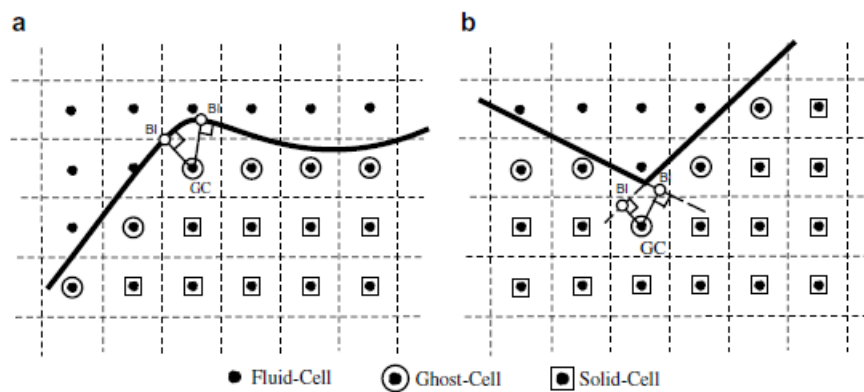 a
b
BI
BI
GC
BI
BI
GC
Fluid-Cell
Ghost-Cell
Solid-Cell